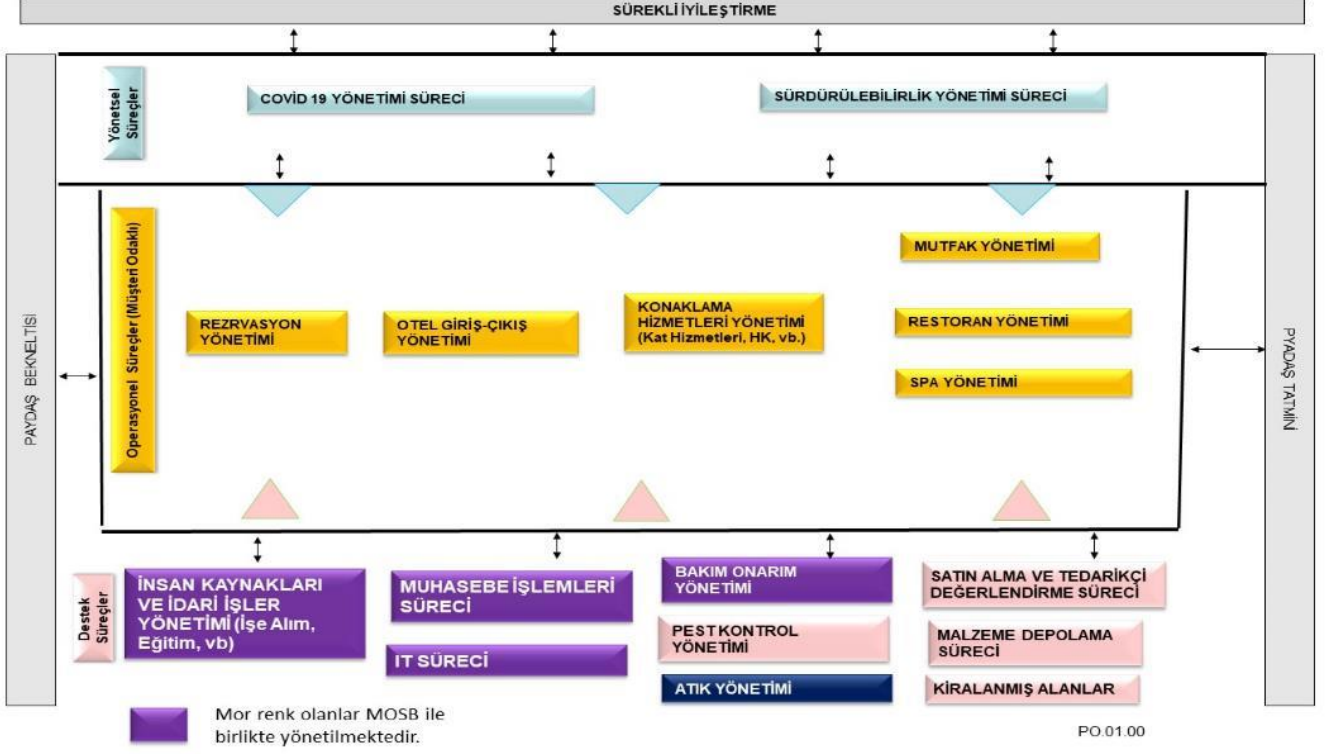 SÜREKLİ İYİLEŞTİRME
PAYDAŞ BEKNELTİSİ
Yönetsel
Süreçler
COVİD 19 YÖNETİMİ SÜRECİ
SÜRDÜRÜLEBİLİRLİK YÖNETİMİ SÜRECİ
Operasyonel Süreçler (Müşteri Odaklı)
REZRVASYON
YÖNETİMİ
OTEL GİRİŞ-ÇIKIŞ
YÖNETİMİ
KONAKLAMA
HİZMETLERİ YÖNETİMİ
(Kat Hizmetleri, HK, vb.)
MUTFAK YÖNETİMİ
RESTORAN YÖNETİMİ
SPA YÖNETİMİ
PYADAŞ TATMİNİ
Destek
Süreçler
İNSAN KAYNAKLARI
VE İDARİ İŞLER
YÖNETİMİ (İşe Alım,
Eğitim, vb)
MUHASEBE İŞLEMLERİ
SÜRECİ
IT SÜRECİ
BAKIM ONARIM
YÖNETİMİ
PEST KONTROL
YÖNETİMİ
ATIK YÖNETİMİ
SATIN ALMA VE TEDARİKÇİ
DEĞERLENDİRME SÜRECİ
MALZEME DEPOLAMA
SÜRECİ
KİRALANMIŞ ALANLAR
Mor renk olanlar MOSB ile
birlikte yönetilmektedir.
PO.01.00